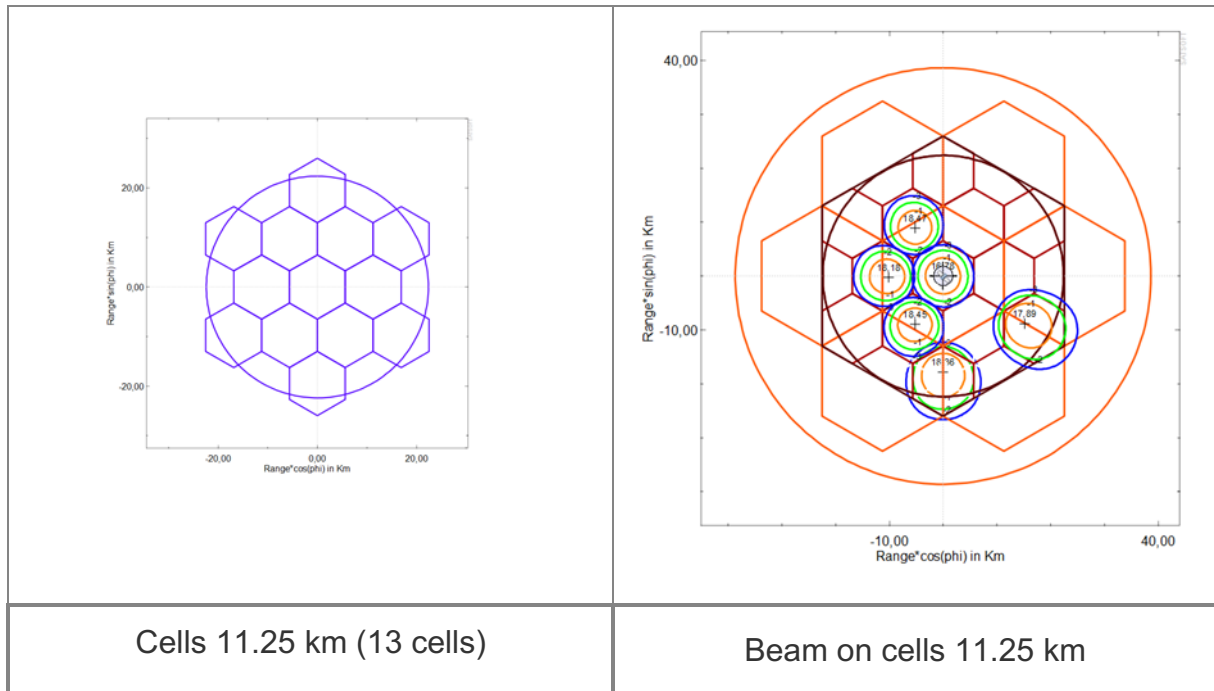 20,00
0,00
-20,00
Range*sin(phi) in Km
-20,00
0,00
20,00
Range*cos(phi) in Km
40,00
-10,00
Range*sin(phi) in Km
18,18
18,45
17,89
-10,00
40,00
Range*cos(phi) in Km
Cells 11.25 km (13 cells)
Beam on cells 11.25 km